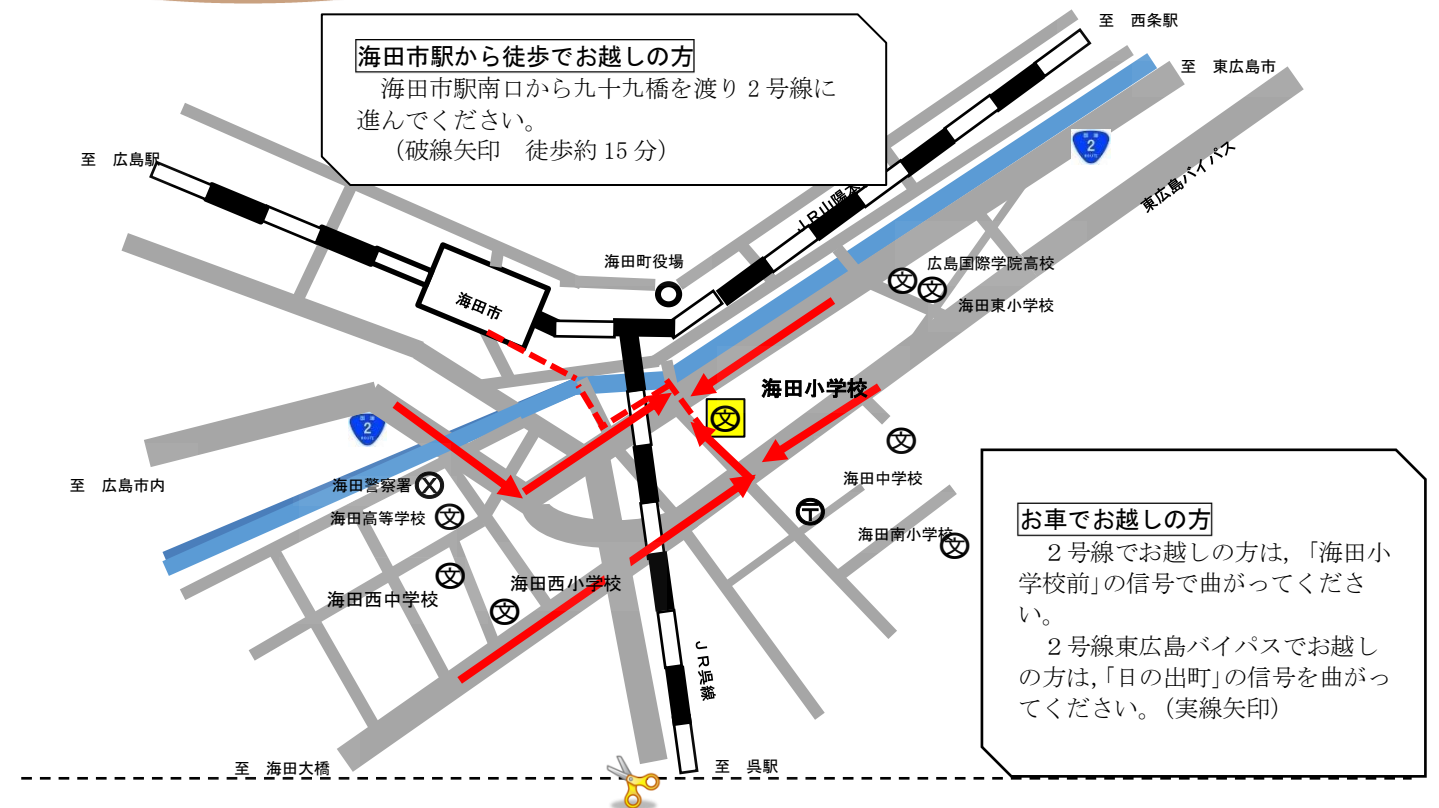 至　西条駅
海田市駅から徒歩でお越しの方
海田市駅南口から九十九橋を渡り２号線に
進んでください。
（破線矢印　徒歩約 15 分）
至　東広島市
2
東広島バイパス
至　広島駅
ＪＲ山陽本
海田町役場
広島国際学院高校
文
文
海田東小学校
海田市
海田小学校
文
2
文
至　広島市内
海田警察署
X
海田中学校
海田高等学校
文
〒
海田南小学校
文
海田西中学校
文
海田西小学校
文
お車でお越しの方
２号線でお越しの方は，「海田小
学校前」の信号で曲がってくださ
い。
２号線東広島バイパスでお越し
の方は，「日の出町」の信号を曲がっ
てください。（実線矢印）
ＪＲ呉線
至　海田大橋
至　呉駅